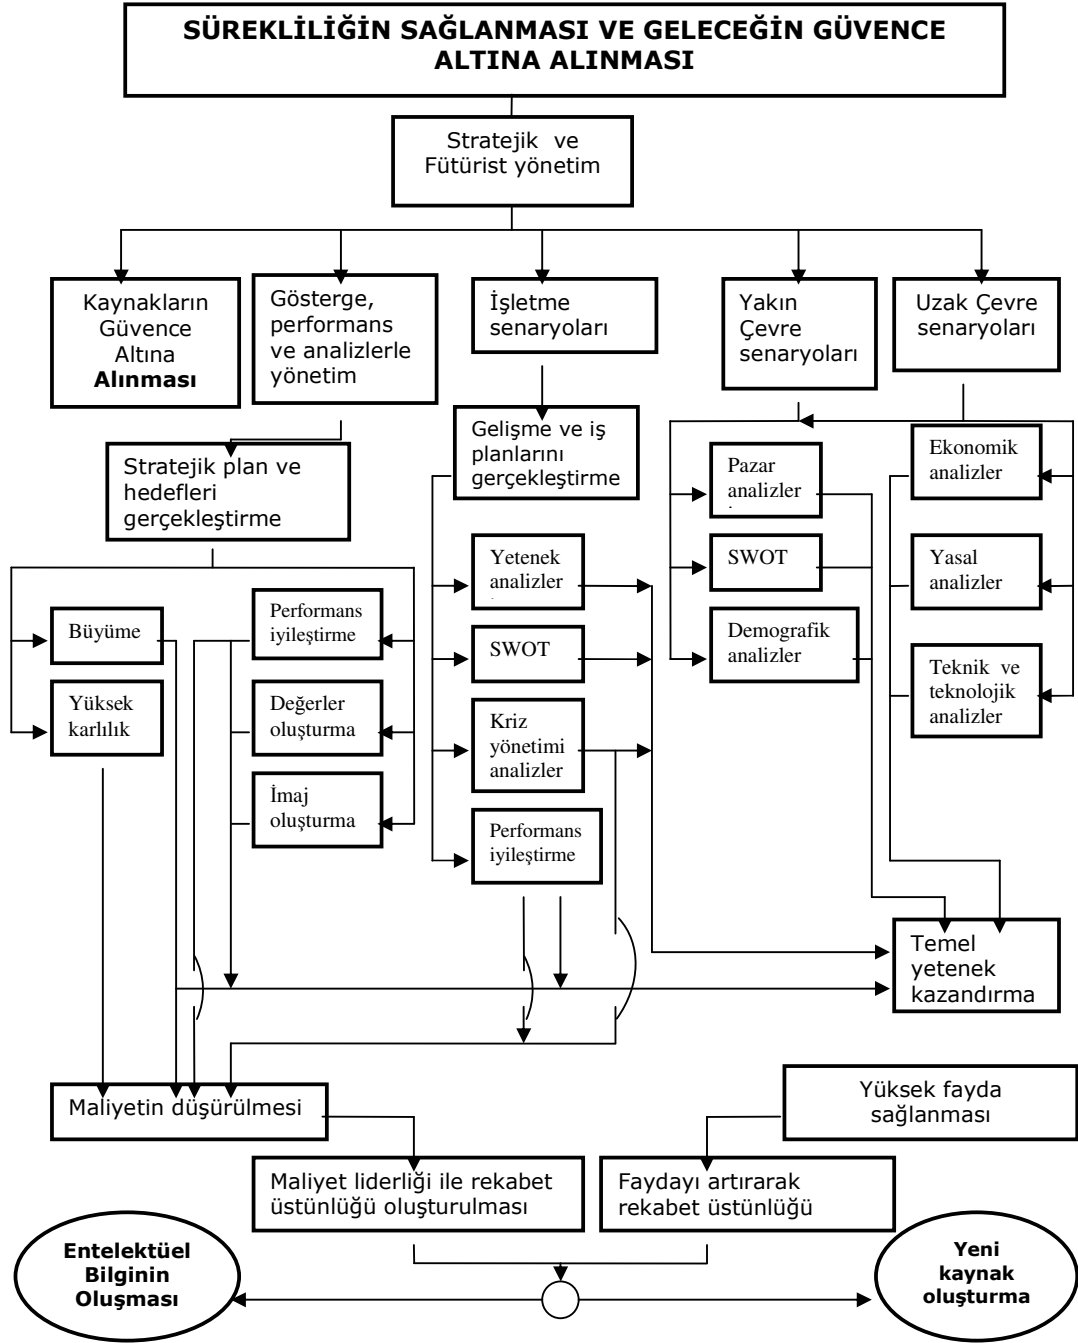 SÜREKLİLİĞİN SAĞLANMASI VE GELECEĞİN GÜVENCE
ALTINA ALINMASI
Stratejik ve
Fütürist yönetim
Kaynakların
Güvence
Altına
Alınması
Gösterge,
performans
ve analizlerle
yönetim
İşletme
senaryoları
Yakın
Çevre
senaryoları
Uzak Çevre
senaryoları
Stratejik plan ve
hedefleri
gerçekleştirme
Gelişme ve iş
planlarını
gerçekleştirme
Pazar
analizler
Ekonomik
analizler
Yetenek
analizler
SWOT
Yasal
analizler
Büyüme
Performans
iyileştirme
SWOT
Demografik
analizler
Teknik ve
teknolojik
analizler
Yüksek
karlılık
Değerler
oluşturma
Kriz
yönetimi
analizler
İmaj
oluşturma
Performans
iyileştirme
Temel
yetenek
kazandırma
Maliyetin düşürülmesi
Yüksek fayda
sağlanması
Maliyet liderliği ile rekabet
üstünlüğü oluşturulması
Faydayı artırarak
rekabet üstünlüğü
Entelektüel
Bilginin
Oluşması
Yeni
kaynak
oluşturma